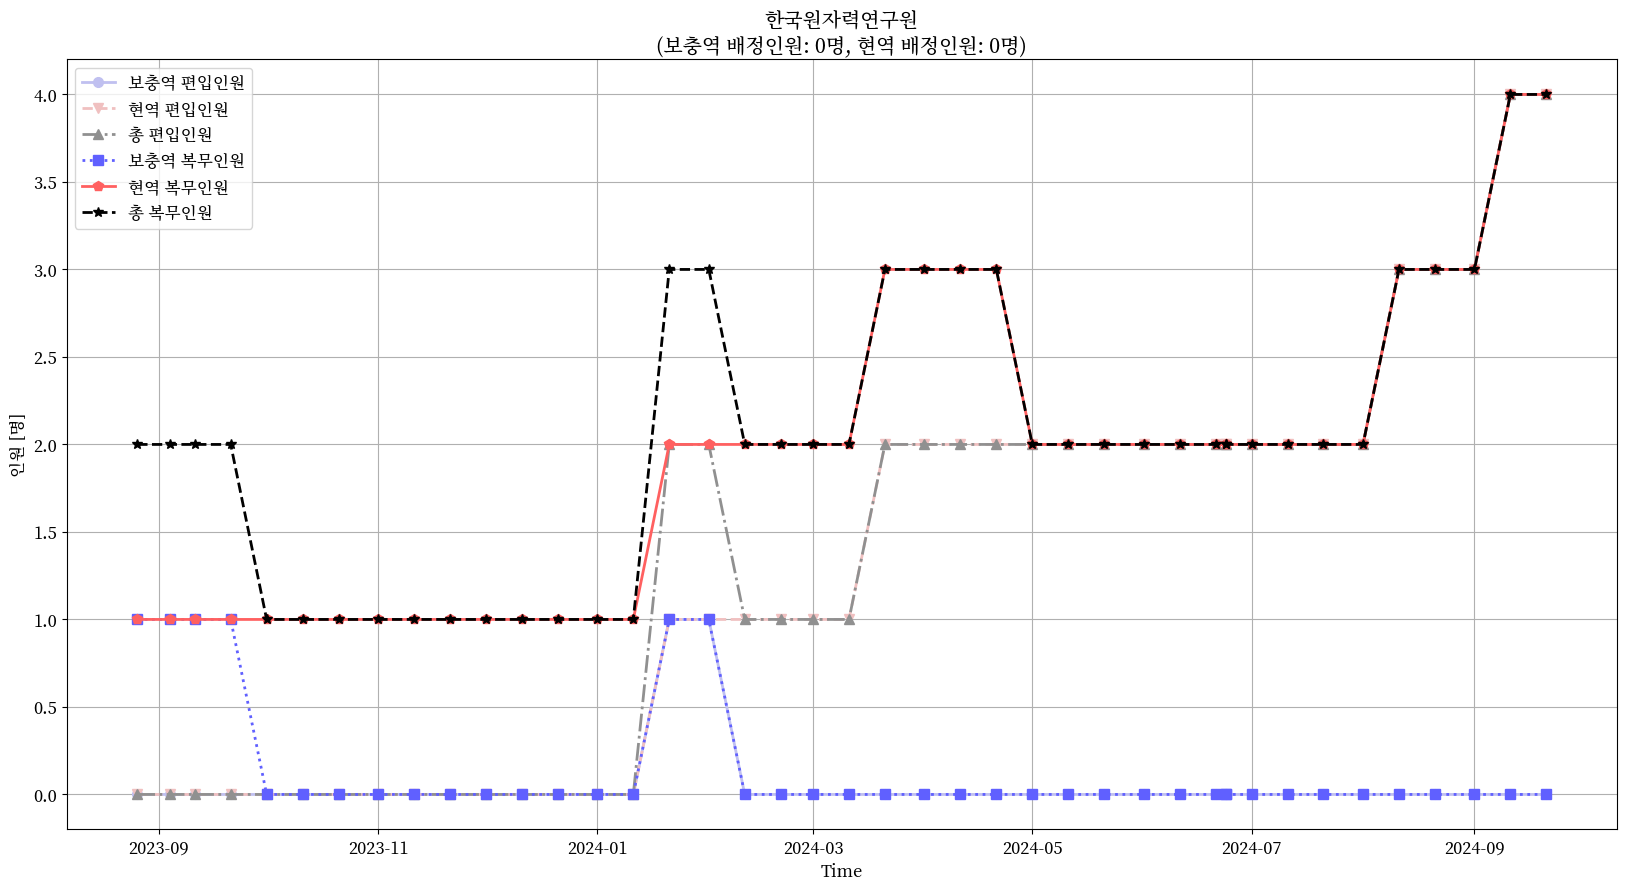 한국원자력연구원
(보충역 배정인원: 0명, 현역 배정인원: 0명)
보충역 편입인원
현역 편입인원
총 편입인원
보충역 복무인원
현역 복무인원
총 복무인원
4.0
3.5
3.0
2.5
2.0
1.5
1.0
0.5
0.0
인원 [명]
2023-09 2023-11 2024-01 2024-03 2024-05 2024-07 2024-09
Time